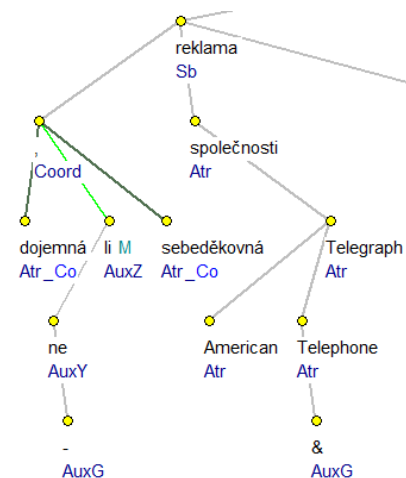 reklama
Sb
,
Coord
společnosti
Atr
dojemná li M sebeděkovná Telegraph
Atr_Co AuxZ Atr_Co Atr
ne American Telephone
AuxY Atr Atr
- &
AuxG AuxG